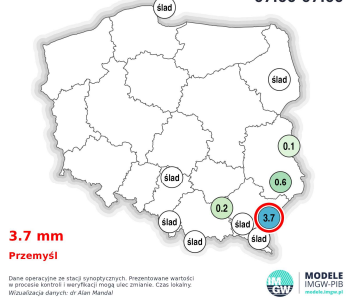 ślad
ślad
0.1
0.6
ślad
0.2
3.7
ślad
ślad
ślad
ślad
3.7 mm
Przemyśl
Dane operacyjne ze stacji synoptycznych. Prezentowane wartości
w procesie kontroli i weryfikacji mogą ulec zmianie. Czas lokalny.
Wizualizacja danych: dr Alan Mandal
IM
GW
MODELE
IMGW-PIB
modele.imgw.pl